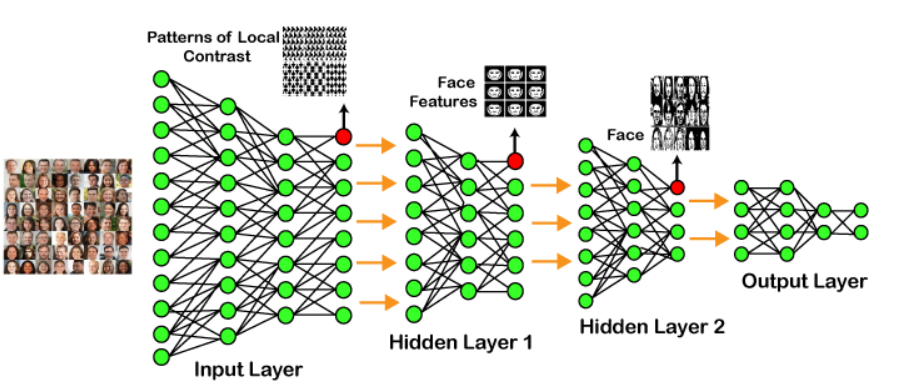 Patterns of Local
Contrast
Face
Features
Face
Input Layer
Hidden Layer 1
Hidden Layer 2
Output Layer